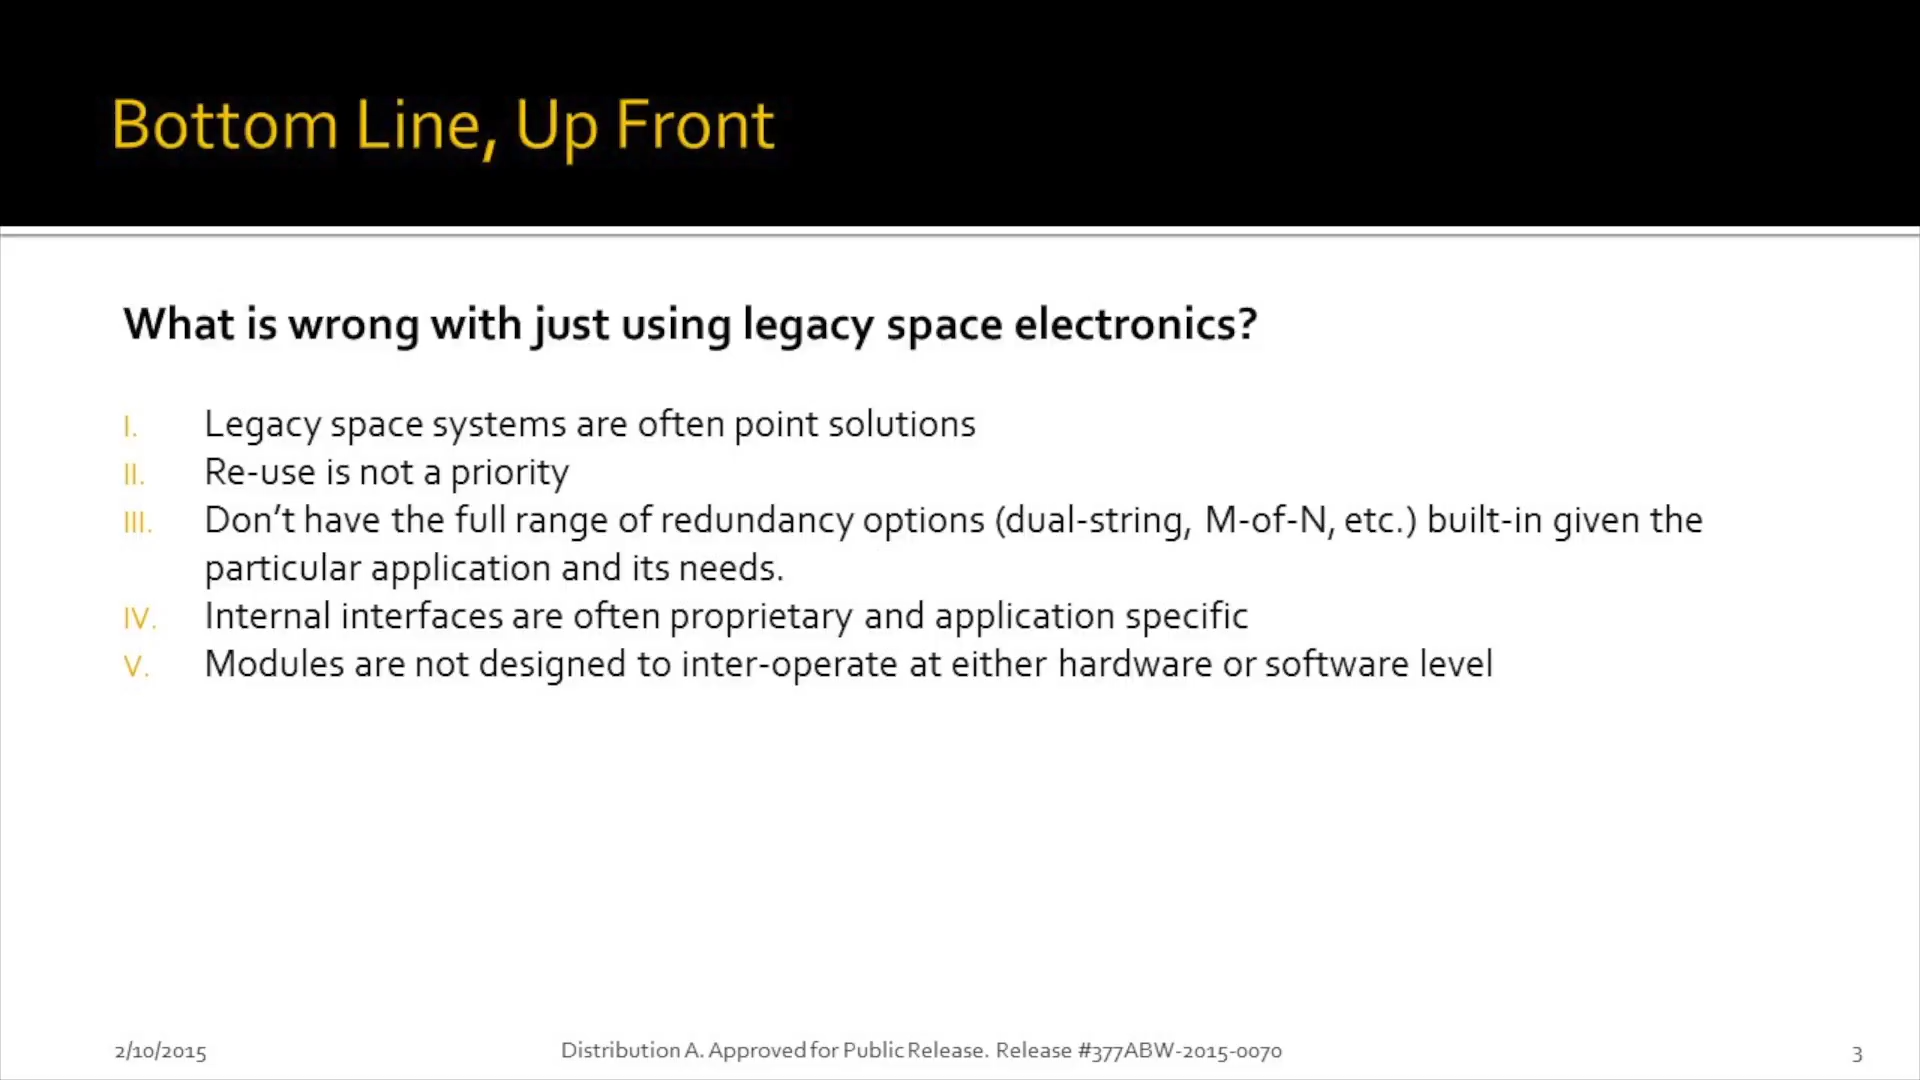 Bottom Line, Up Front
What is wrong with just using legacy space electronics?
I. Legacy space systems are often point solutions
II. Re-use is not a priority
III. Don’t have the full range of redundancy options (dual-string, M-of-N, etc.) built-in given the
particular application and its needs.
IV. Internal interfaces are often proprietary and application specific
V. Modules are not designed to inter-operate at either hardware or software level
2/10/2015
Distribution A. Approved for Public Release. Release #377ABW-2015-0070
3